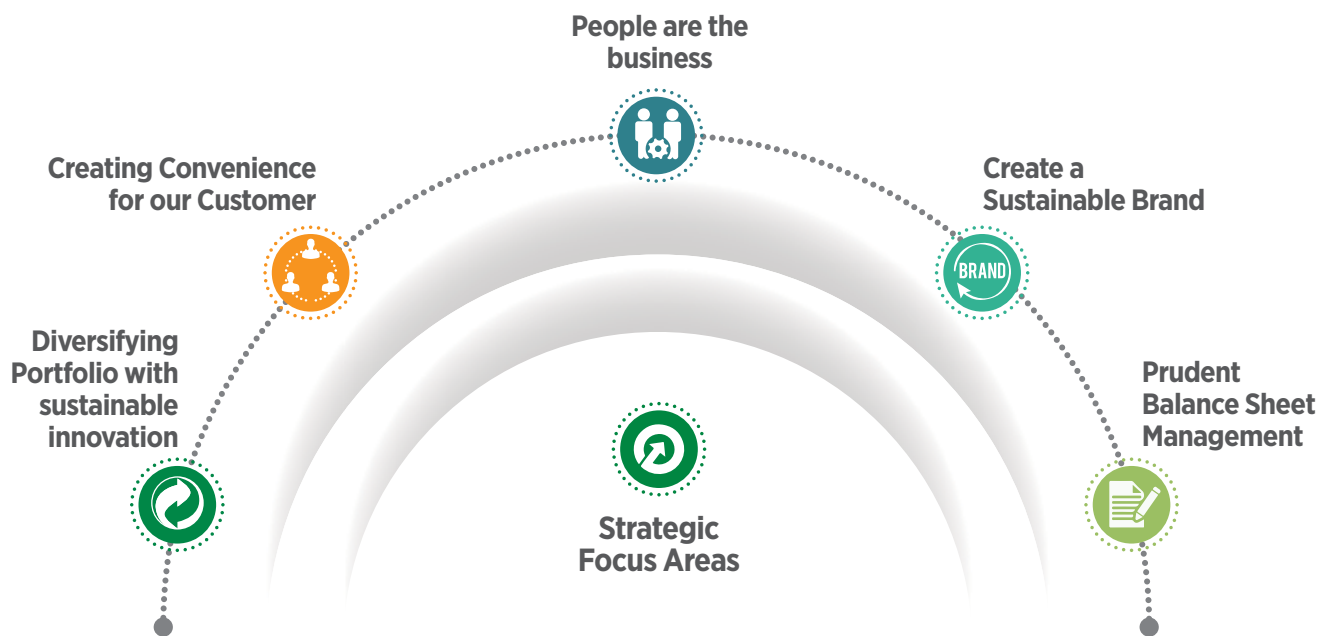 People are the
business
Creating Convenience
for our Customer
Create a
Sustainable Brand
BRAND
Diversifying
Portfolio with
sustainable
innovation
Prudent
Balance Sheet
Management
Strategic
Focus Areas